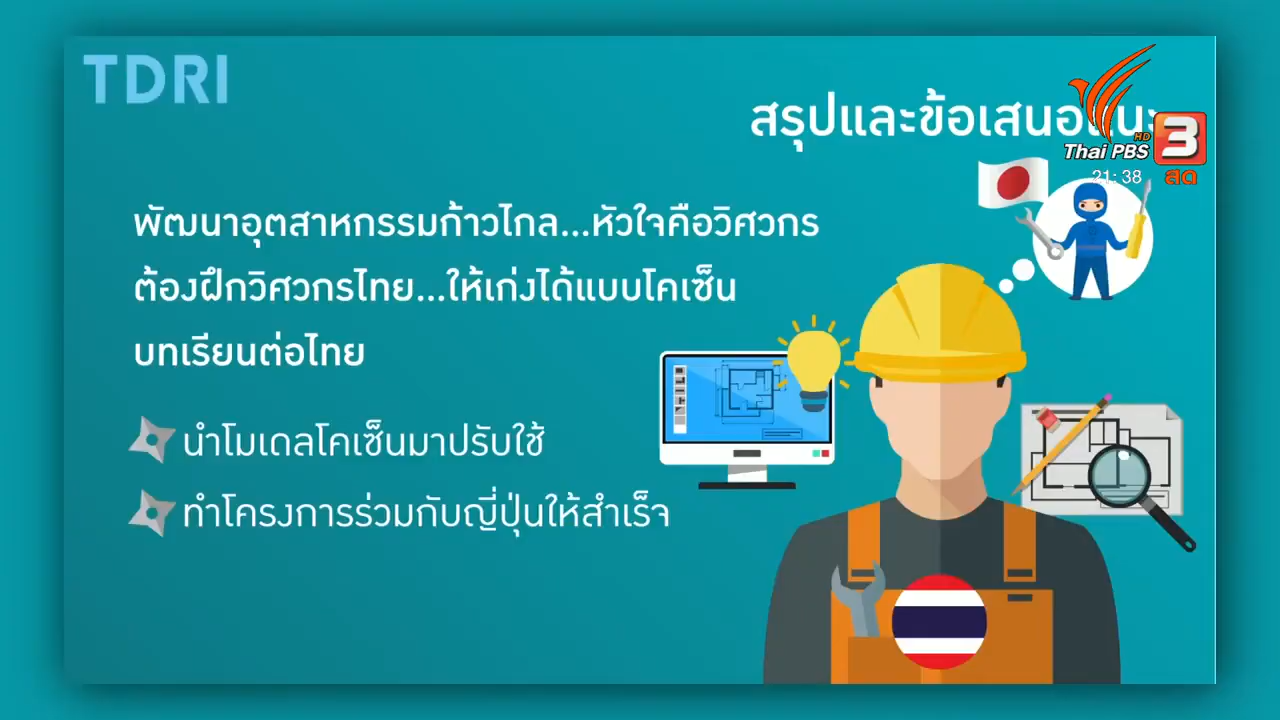 TDRI
สรุปและข้อเสนอแนะ
HD
Thai PBS
3
21:38
สด
พัฒนาอุตสาหกรรมก้าวไกล...หัวใจคือวิศวกร
ต้องฝึกวิศวกรไทย...ให้เก่งได้แบบโคเซ็น
บทเรียนต่อไทย
นำโมเดลโคเซ็นมาปรับใช้
ทำโครงการร่วมกับญี่ปุ่นให้สำเร็จ